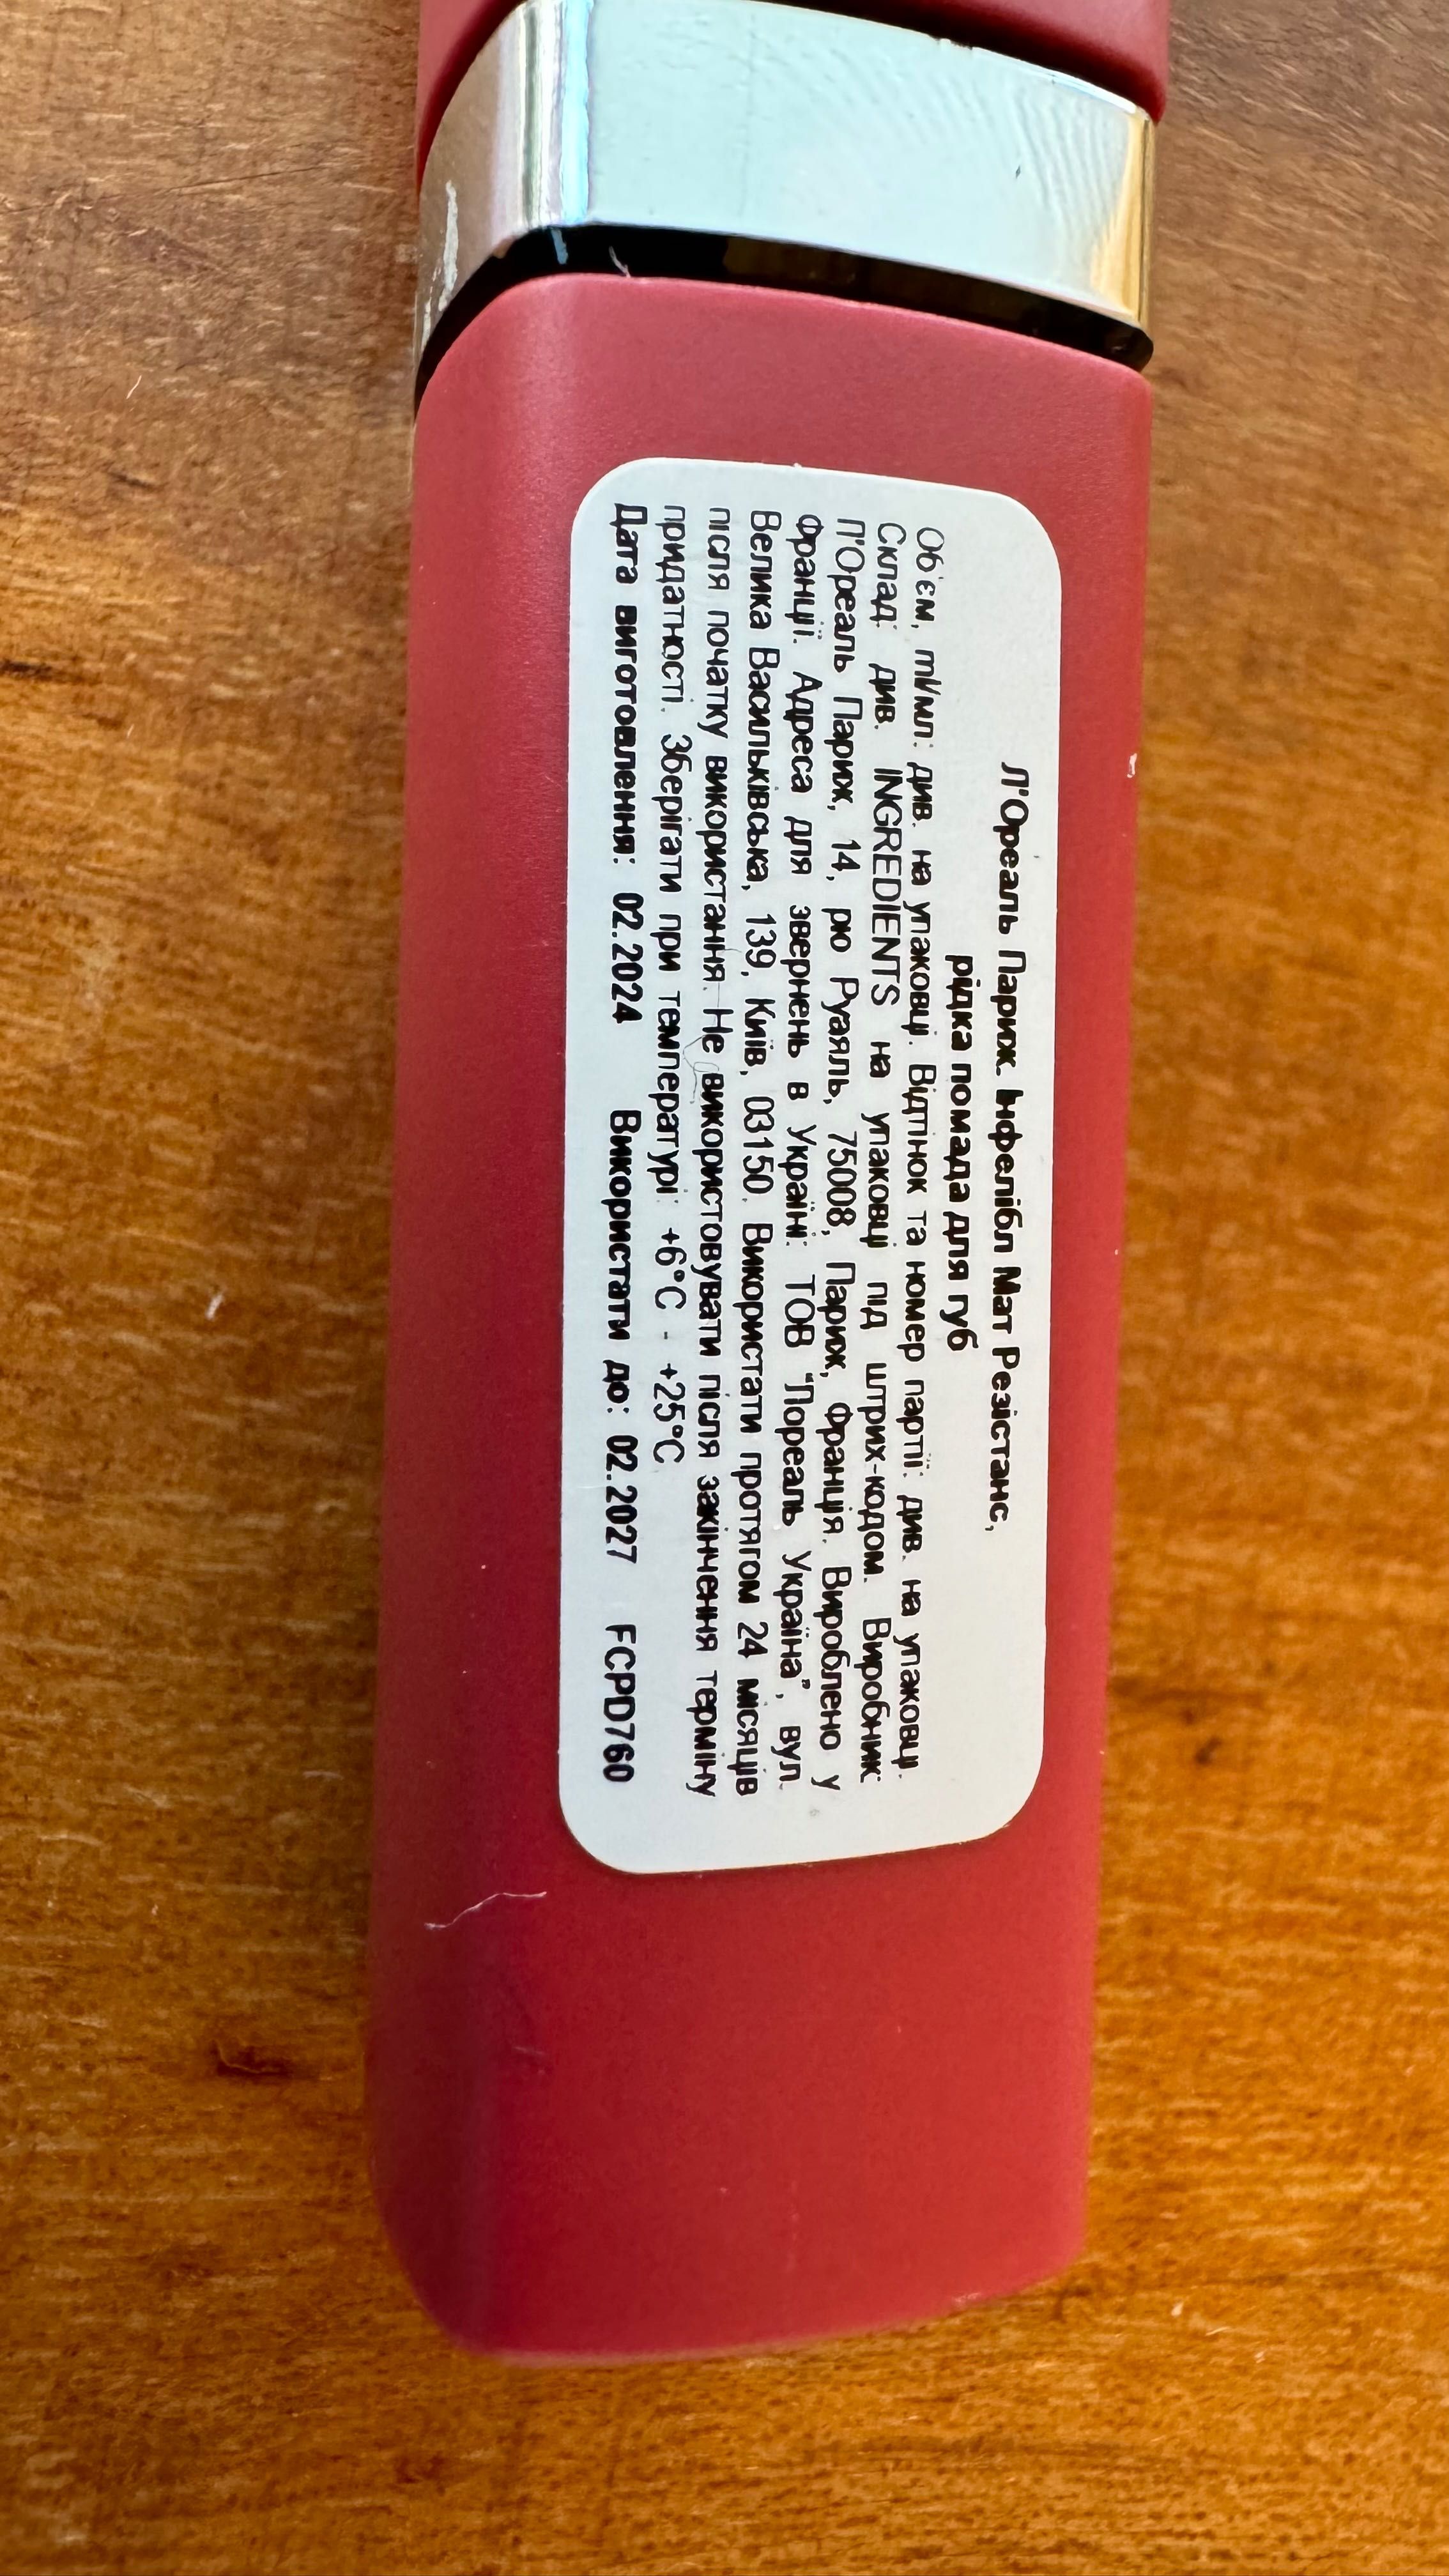 Л'Ореаль Париж. Інфелібл Мат Резістанс,
рідка помада для губ
Об'єм, ml/мл: див. на упаковці. Відтінок та номер партії: див. на упаковці.
Склад: див. INGREDIENTS на упаковці під штрих-кодом. Виробник:
Л'Ореаль Париж, 14, рю Руаяль, 75008, Париж, Франція. Вироблено у
Франції. Адреса для звернень в Україні: ТОВ "Лореаль Україна", вул.
Велика Васильківська, 139, Київ, 03150. Використати протягом 24 місяців
після початку використання. Не використовувати після закінчення терміну
придатності. Зберігати при температурі: +6°C - +25°C
Дата виготовлення: 02.2024 Використати до: 02.2027 FCPD760